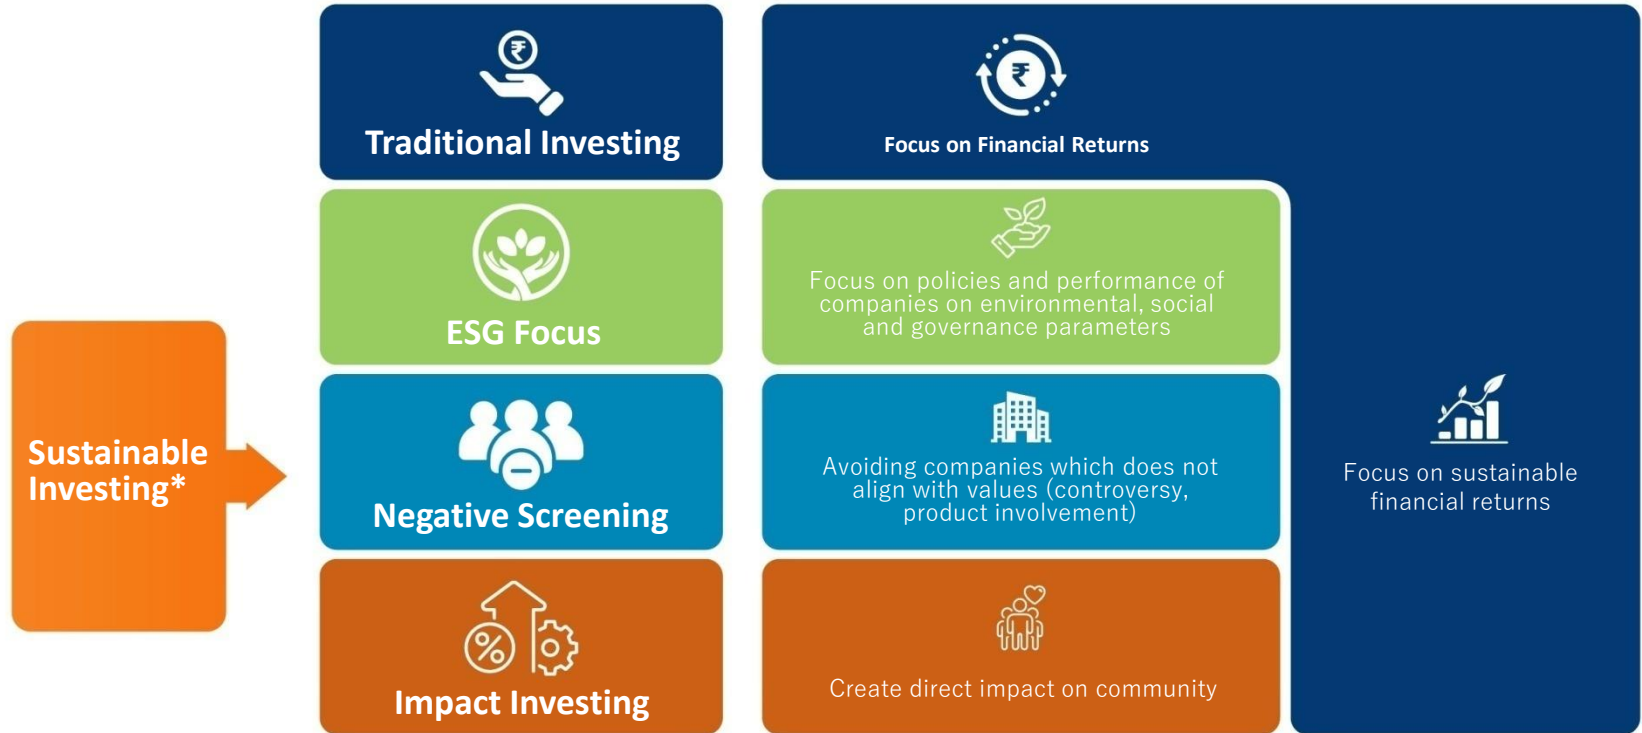 Traditional Investing
Focus on Financial Returns
ESG Focus
Focus on policies and performance of
companies on environmental, social
and governance parameters
Sustainable
Investing*
Negative Screening
Avoiding companies which does not
align with values (controversy,
product involvement)
Focus on sustainable
financial returns
Impact Investing
Create direct impact on community